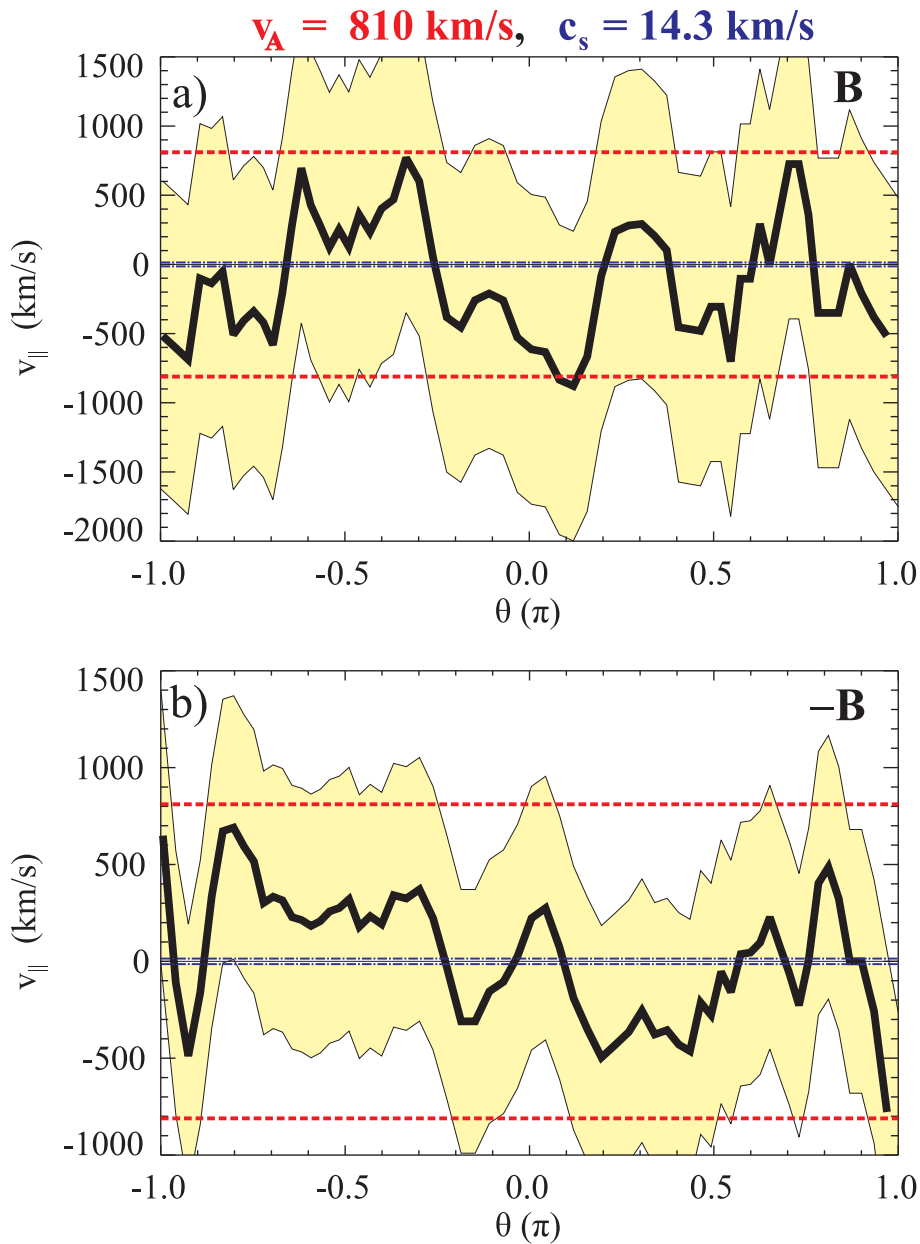 v_A = 810 km/s, c_s = 14.3 km/s
a)
B
1500
1000
500
0
-500
-1000
-1500
-2000
v_|| (km/s)
-1.0 -0.5 0.0 0.5 1.0
θ (π)
b)
–B
1500
1000
500
0
-500
-1000
v_|| (km/s)
-1.0 -0.5 0.0 0.5 1.0
θ (π)